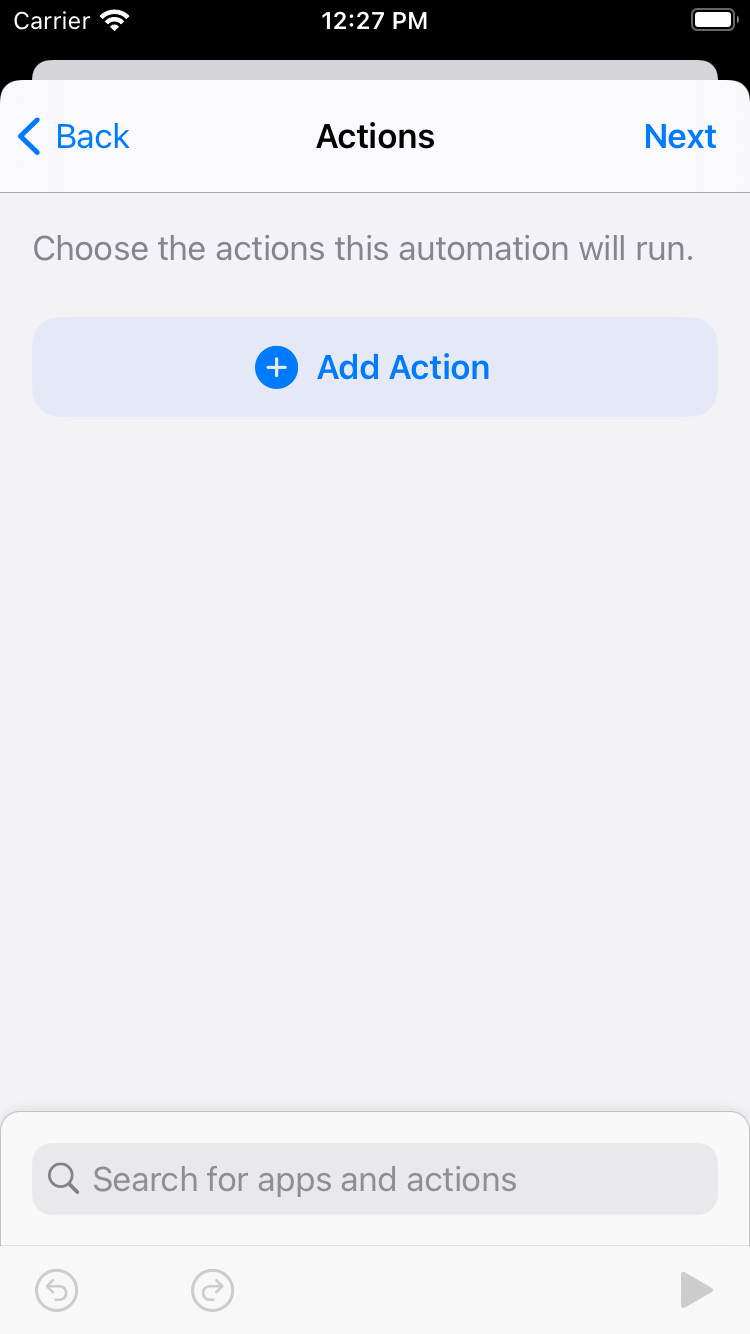 Carrier 12:27 PM
Back Actions Next
Choose the actions this automation will run.
Add Action
Search for apps and actions